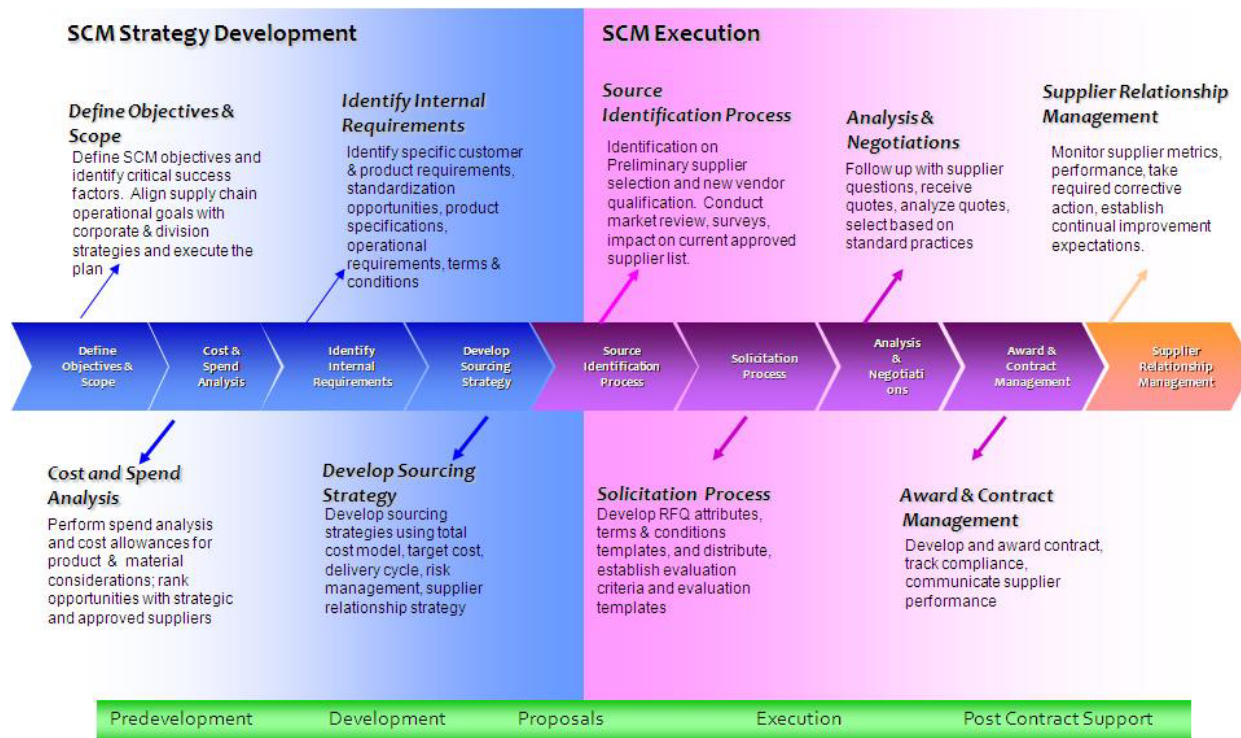 SCM Strategy Development
SCM Execution
Define Objectives &
Scope
Define SCM objectives and
identify critical success
factors. Align supply chain
operational goals with
corporate & division
strategies and execute the
plan
Identify Internal
Requirements
Identify specific customer
& product requirements,
standardization
opportunities, product
specifications,
operational
requirements, terms &
conditions
Source
Identification Process
Identification on
Preliminary supplier
selection and new vendor
qualification. Conduct
market review, surveys,
impact on current approved
supplier list.
Analysis &
Negotiations
Follow up with supplier
questions, receive
quotes, analyze quotes,
select based on
standard practices
Supplier Relationship
Management
Monitor supplier metrics,
performance, take
required corrective
action, establish
continual improvement
expectations.
Define
Objectives &
Scope
Cost &
Spend
Analysis
Identify
Internal
Requirements
Develop
Sourcing
Strategy
Source
Identification
Process
Solicitation
Process
Analysis
&
Negotiati
ons
Award &
Contract
Management
Supplier
Relationship
Management
Cost and Spend
Analysis
Perform spend analysis
and cost allowances for
product & material
considerations; rank
opportunities with strategic
and approved suppliers
Develop Sourcing
Strategy
Develop sourcing
strategies using total
cost model, target cost,
delivery cycle, risk
management, supplier
relationship strategy
Solicitation Process
Develop RFQ attributes,
terms & conditions
templates, and distribute,
establish evaluation
criteria and evaluation
templates
Award & Contract
Management
Develop and award contract,
track compliance,
communicate supplier
performance
Predevelopment
Development
Proposals
Execution
Post Contract Support